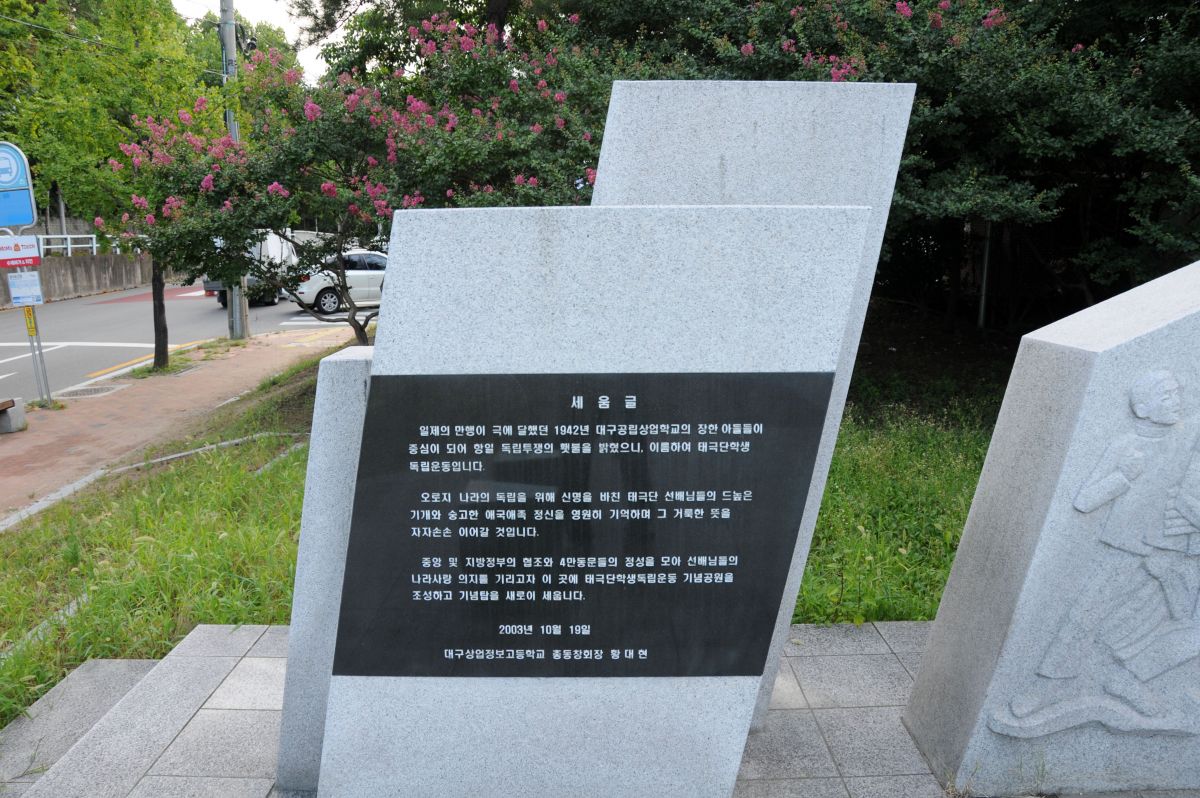 세움글
일제의 만행이 극에 달했던 1942년 대구공립상업학교의 장한 아들들이
중심이 되어 항일 독립투쟁의 횃불을 밝혔으니, 이름하여 태극단학생
독립운동입니다.
오로지 나라의 독립을 위해 신명을 바친 태극단 선배님들의 드높은
기개와 숭고한 애국애족 정신을 영원히 기억하며 그 거룩한 뜻을
자자손손 이어갈 것입니다.
중앙 및 지방정부의 협조와 4만동문들의 정성을 모아 선배님들의
나라사랑 의지를 기리고자 이 곳에 태극단학생독립운동 기념공원을
조성하고 기념탑을 새로이 세웁니다.
2003년 10월 19일
대구상업정보고등학교 총동창회장 황대현